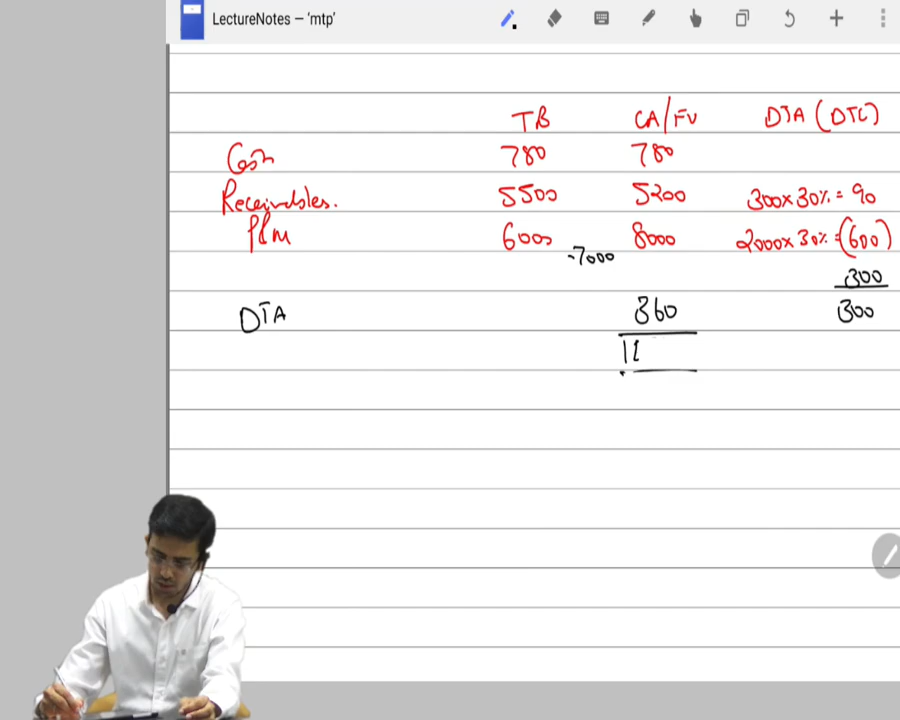 LectureNotes – 'mtp'
TB CA/FV DTA (DTL)
Cash 780 780
Receivables. 5500 5200 300x30% = 90
P&M 6000 8000 2000x30% = (600)
-7000
300
DTA 360 300
11